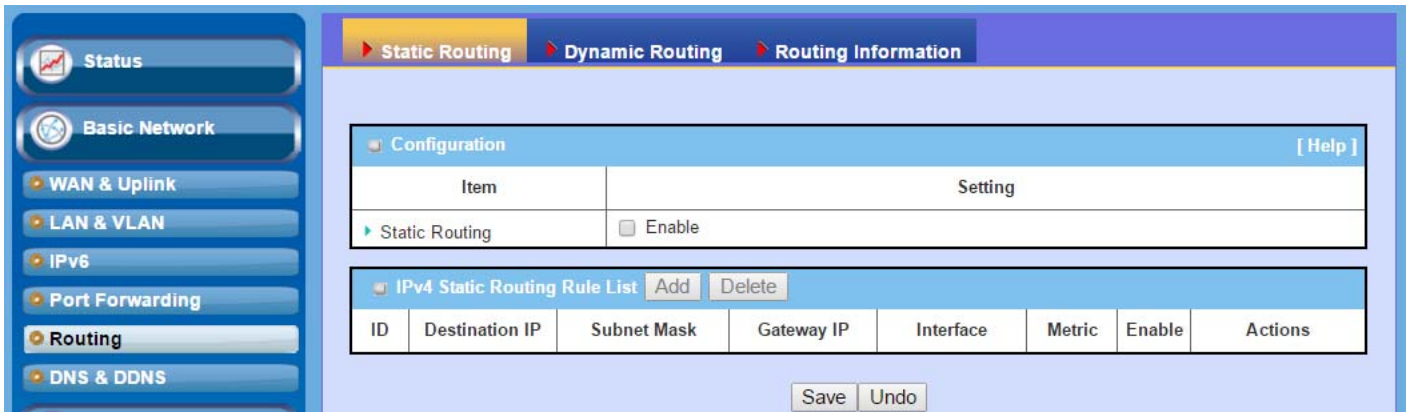 Status
Basic Network
WAN & Uplink
LAN & VLAN
IPv6
Port Forwarding
Routing
DNS & DDNS
Static Routing Dynamic Routing Routing Information
Configuration [ Help ]
Item Setting
Static Routing Enable
IPv4 Static Routing Rule List Add Delete
ID Destination IP Subnet Mask Gateway IP Interface Metric Enable Actions
Save Undo